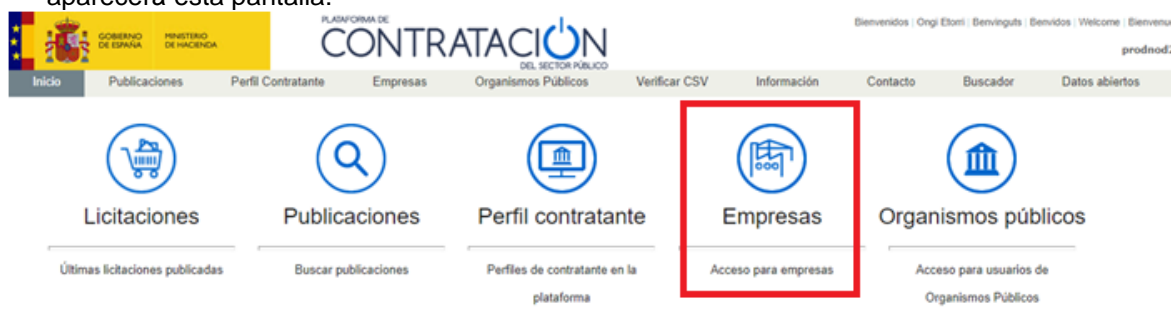 aparecerá esta pantalla:
GOBIERNO DE ESPAÑA
MINISTERIO DE HACIENDA
PLATAFORMA DE
CONTRATACIÓN
DEL SECTOR PÚBLICO
Bienvenidos | Ongi Etorri | Benvinguts | Benvidos | Welcome | Bienvenue
prodnod2
Inicio Publicaciones Perfil Contratante Empresas Organismos Públicos Verificar CSV Información Contacto Buscador Datos abiertos
Licitaciones Publicaciones Perfil contratante Empresas Organismos públicos
Últimas licitaciones publicadas Buscar publicaciones Perfiles de contratante en la Acceso para empresas Acceso para usuarios de
plataforma Organismos Públicos